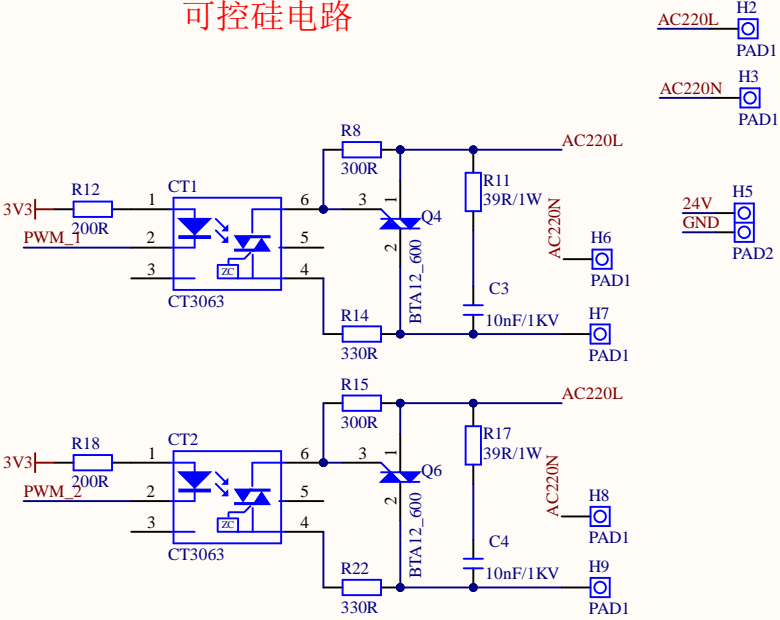 可控硅电路
H2
AC220L
PAD1
H3
AC220N
PAD1
R8
300R
AC220L
R11
39R/1W
CT1
R12
3V3
200R
PWM_1
1
2
3
6
5
4
ZC
CT3063
3
1
2
Q4
BTA12_600
AC220N
H6
PAD1
C3
10nF/1KV
R14
330R
H7
PAD1
24V
GND
H5
PAD2
R15
300R
AC220L
R17
39R/1W
CT2
R18
3V3
200R
PWM_2
1
2
3
6
5
4
ZC
CT3063
3
1
2
Q6
BTA12_600
AC220N
H8
PAD1
C4
10nF/1KV
R22
330R
H9
PAD1